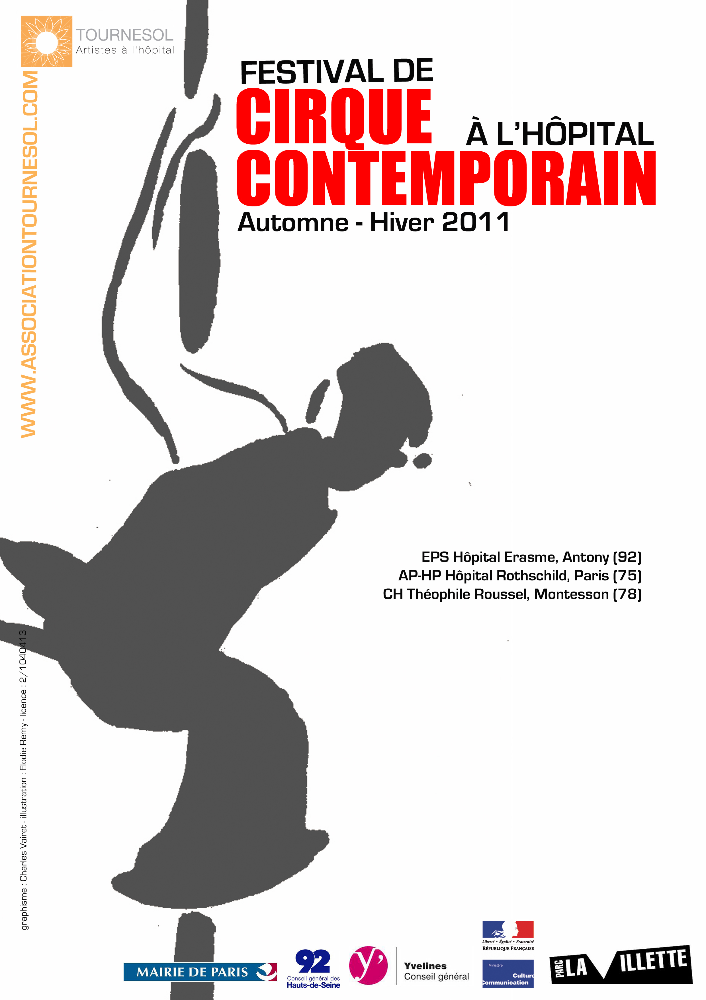 TOURNESOL
Artistes à l'hôpital
WWW.ASSOCIATIONTOURNESOL.COM
FESTIVAL DE
CIRQUE
À L'HÔPITAL
CONTEMPORAIN
Automne - Hiver 2011
EPS Hôpital Erasme, Antony (92)
AP-HP Hôpital Rothschild, Paris (75)
CH Théophile Roussel, Montesson (78)
graphisme : Charles Vairet - illustration : Elodie Remy - licence : 2/1040413
MAIRIE DE PARIS
92
Conseil général des
Hauts-de-Seine
y'
Yvelines
Conseil général
Liberté • Égalité • Fraternité
RÉPUBLIQUE FRANÇAISE
Ministère
Culture
Communication
PARC
LA VILLETTE